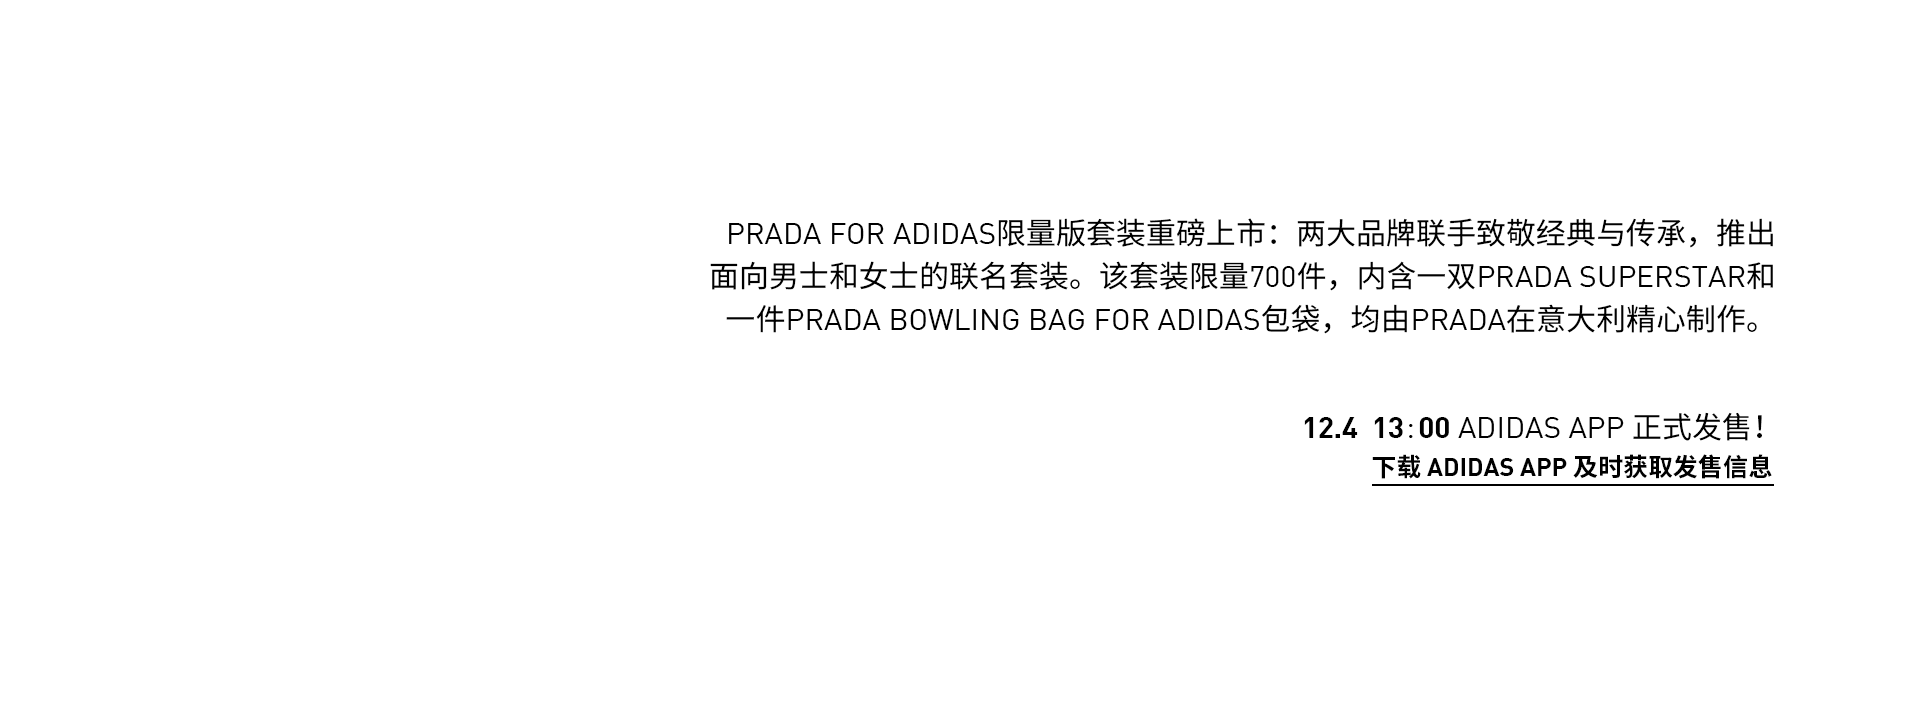 PRADA FOR ADIDAS限量版套装重磅上市：两大品牌联手致敬经典与传承，推出
面向男士和女士的联名套装。该套装限量700件，内含一双PRADA SUPERSTAR和
一件PRADA BOWLING BAG FOR ADIDAS包袋，均由PRADA在意大利精心制作。
12.4 13:00 ADIDAS APP 正式发售！
下载 ADIDAS APP 及时获取发售信息